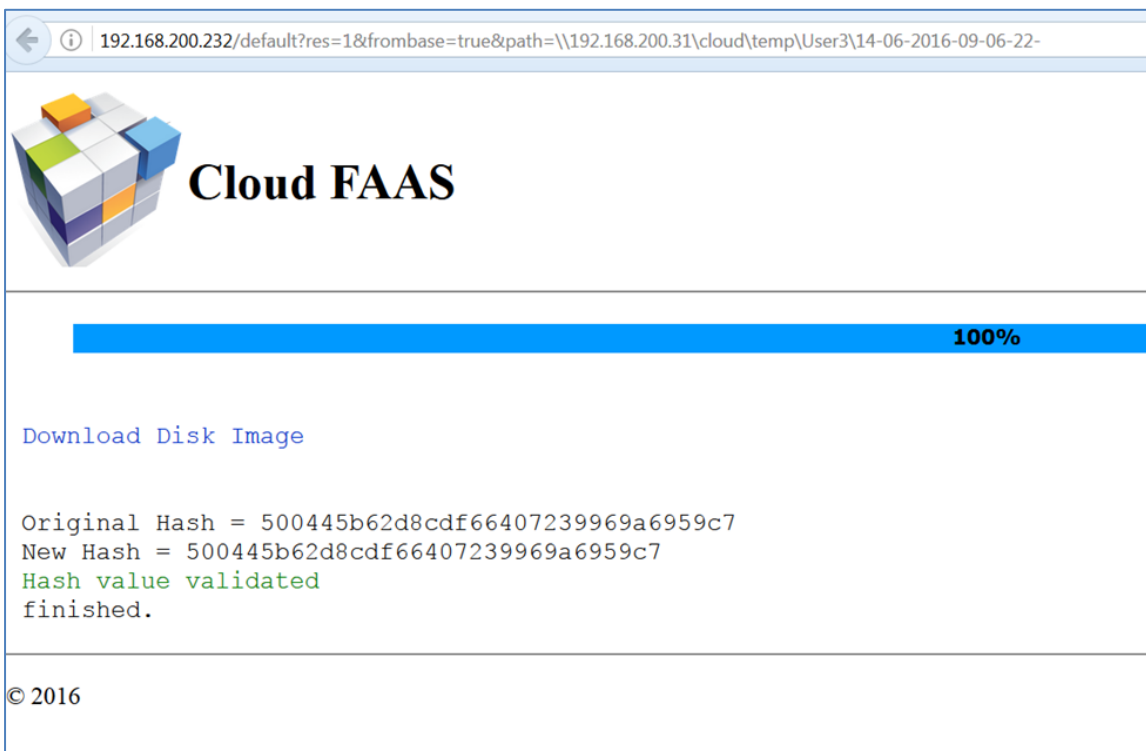 192.168.200.232/default?res=1&frombase=true&path=\\192.168.200.31\cloud\temp\User3\14-06-2016-09-06-22-
Cloud FAAS
100%
Download Disk Image
Original Hash = 500445b62d8cdf66407239969a6959c7
New Hash = 500445b62d8cdf66407239969a6959c7
Hash value validated
finished.
© 2016